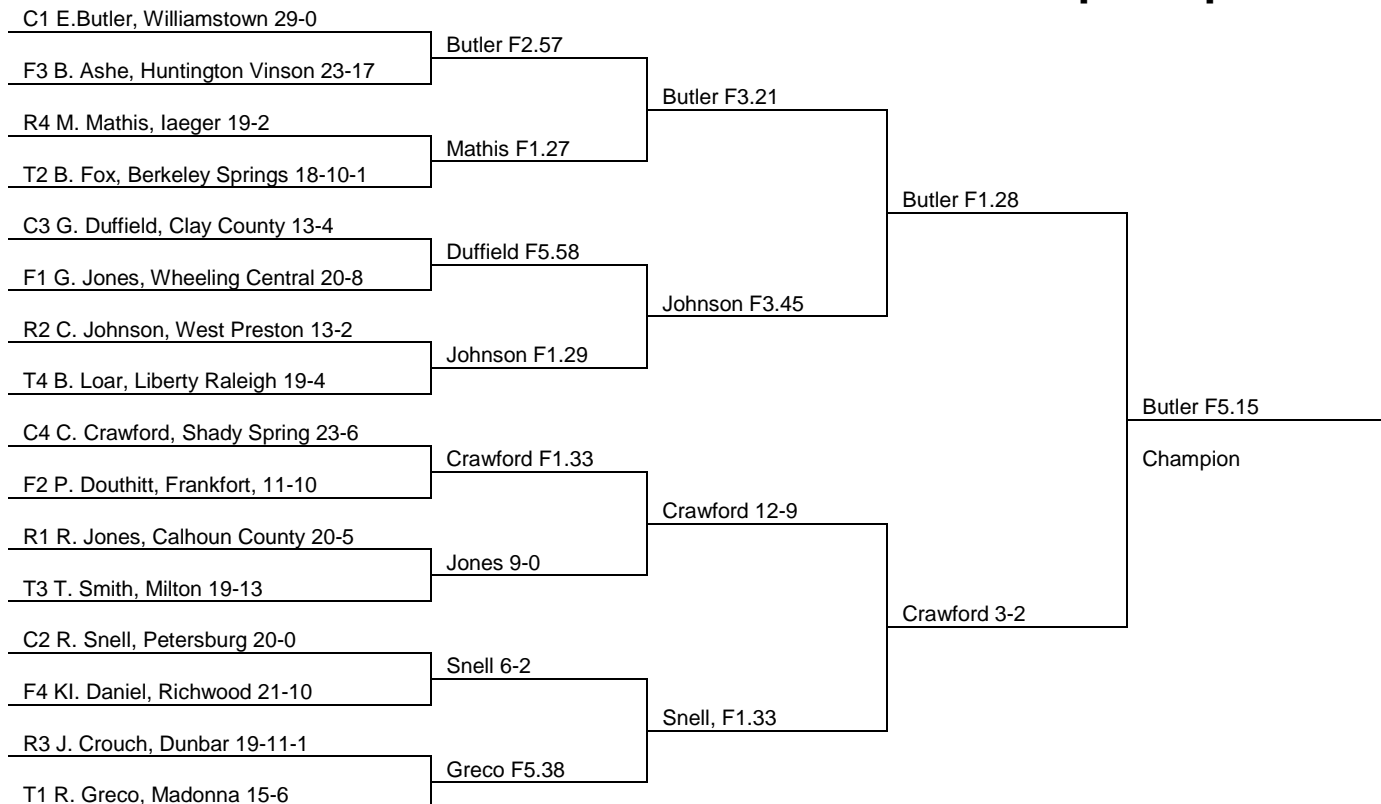 C1 E.Butler, Williamstown 29-0
F3 B. Ashe, Huntington Vinson 23-17
R4 M. Mathis, Iaeger 19-2
T2 B. Fox, Berkeley Springs 18-10-1
C3 G. Duffield, Clay County 13-4
F1 G. Jones, Wheeling Central 20-8
R2 C. Johnson, West Preston 13-2
T4 B. Loar, Liberty Raleigh 19-4
C4 C. Crawford, Shady Spring 23-6
F2 P. Douthitt, Frankfort, 11-10
R1 R. Jones, Calhoun County 20-5
T3 T. Smith, Milton 19-13
C2 R. Snell, Petersburg 20-0
F4 KI. Daniel, Richwood 21-10
R3 J. Crouch, Dunbar 19-11-1
T1 R. Greco, Madonna 15-6
Butler F2.57
Mathis F1.27
Duffield F5.58
Johnson F1.29
Crawford F1.33
Jones 9-0
Snell 6-2
Greco F5.38
Butler F3.21
Johnson F3.45
Crawford 12-9
Snell, F1.33
Butler F1.28
Crawford 3-2
Butler F5.15
Champion